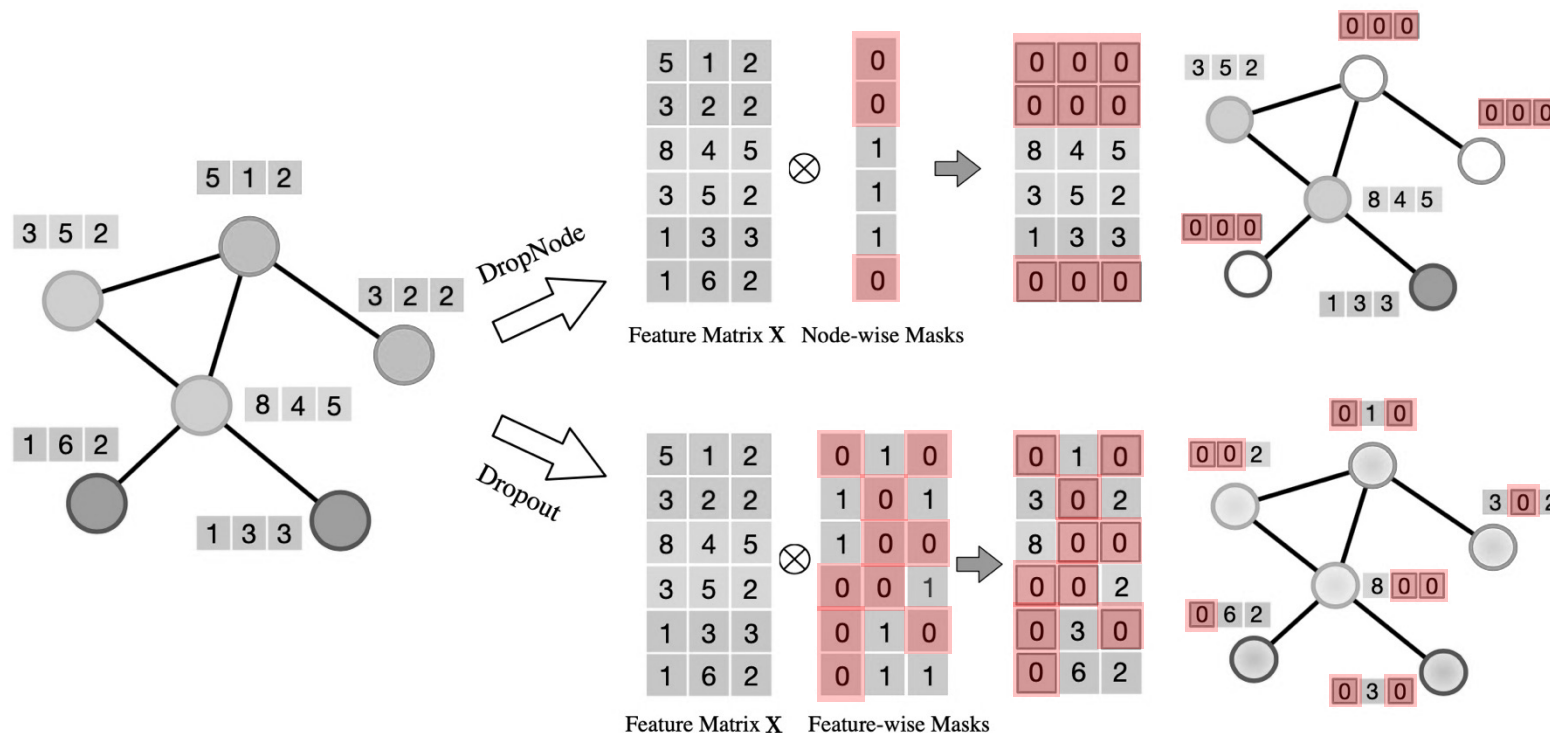 5 1 2
3 5 2
3 2 2
8 4 5
1 6 2
1 3 3
DropNode
Dropout
5 1 2
3 2 2
8 4 5
3 5 2
1 3 3
1 6 2
Feature Matrix X
0
0
1
1
1
0
Node-wise Masks
0 0 0
0 0 0
8 4 5
3 5 2
1 3 3
0 0 0
0 0 0
3 5 2
0 0 0
8 4 5
0 0 0
1 3 3
5 1 2
3 2 2
8 4 5
3 5 2
1 3 3
1 6 2
Feature Matrix X
0 1 0
1 0 1
1 0 0
0 0 1
0 1 0
0 1 1
Feature-wise Masks
0 1 0
3 0 2
8 0 0
0 0 2
0 3 0
0 6 2
0 1 0
0 0 2
3 0 2
8 0 0
0 6 2
0 3 0